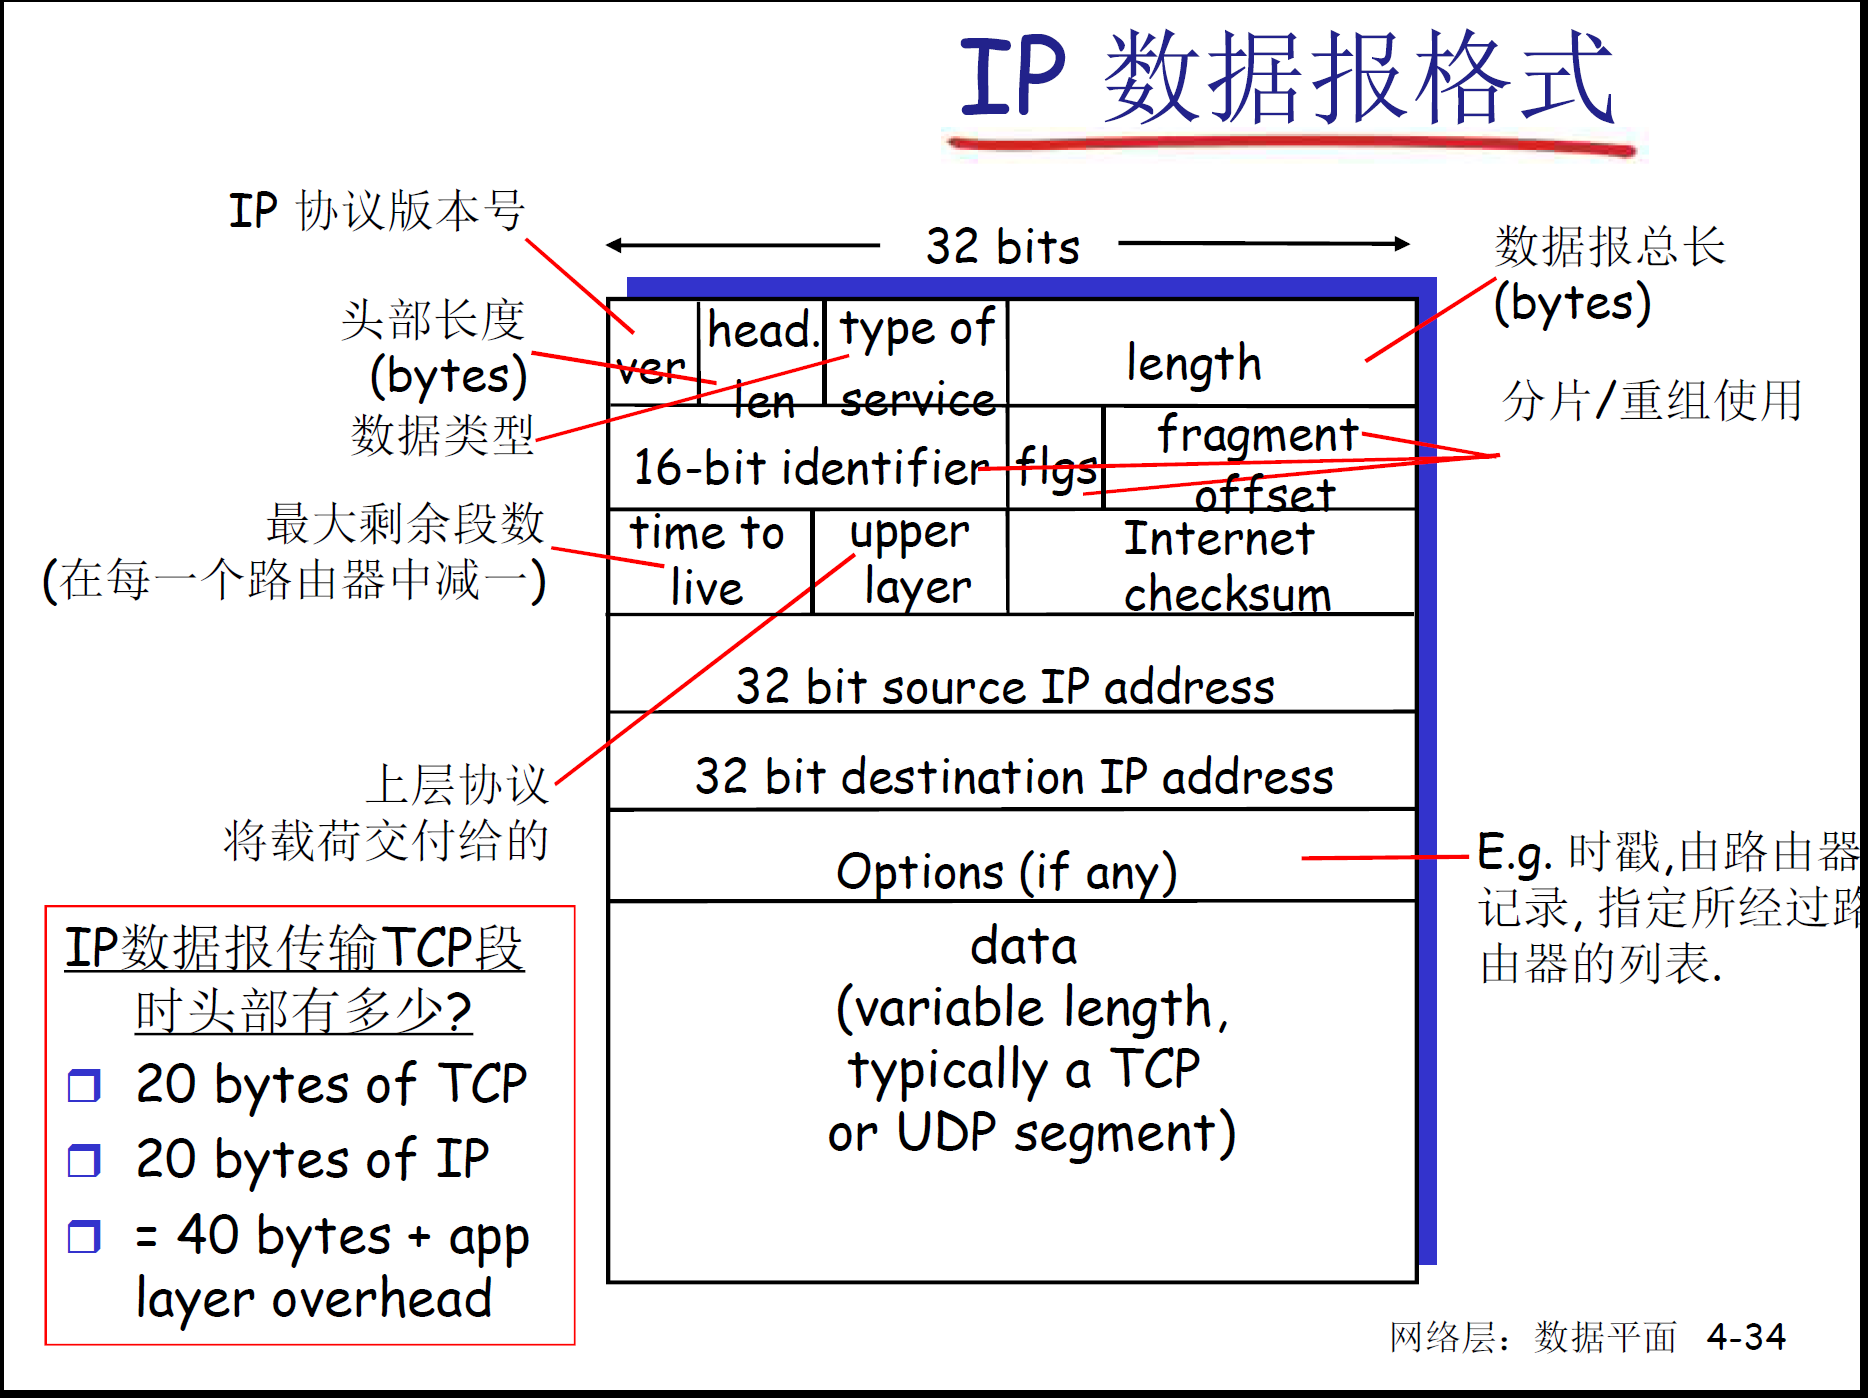 IP 数据报格式
IP 协议版本号
32 bits
数据报总长
(bytes)
头部长度
(bytes)
数据类型
ver
head.
len
type of
service
length
分片/重组使用
16-bit identifier
flgs
fragment
offset
最大剩余段数
(在每一个路由器中减一)
time to
live
upper
layer
Internet
checksum
32 bit source IP address
32 bit destination IP address
上层协议
将载荷交付给的
Options (if any)
E.g. 时戳,由路由器
记录, 指定所经过路
由器的列表.
data
(variable length,
typically a TCP
or UDP segment)
IP数据报传输TCP段
时头部有多少?
20 bytes of TCP
20 bytes of IP
= 40 bytes + app
layer overhead
网络层：数据平面 4-34